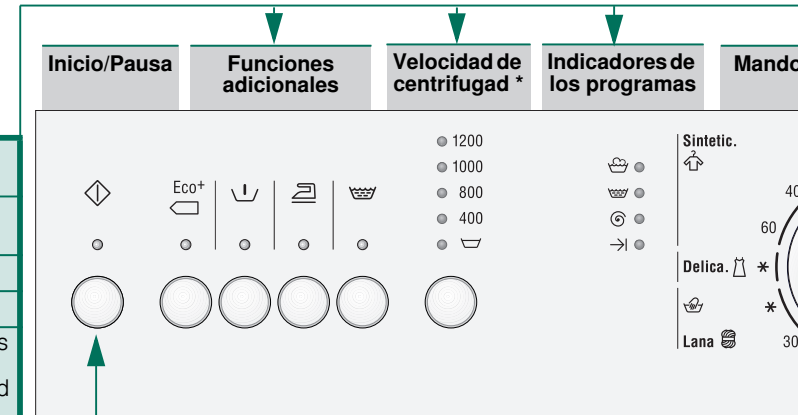 Inicio/Pausa
Funciones
adicionales
Velocidad de
centrifugad *
Indicadores de
los programas
Mando
Eco+
1200
1000
800
400
Sintetic.
Delica.
Lana
40
60
30
s
d